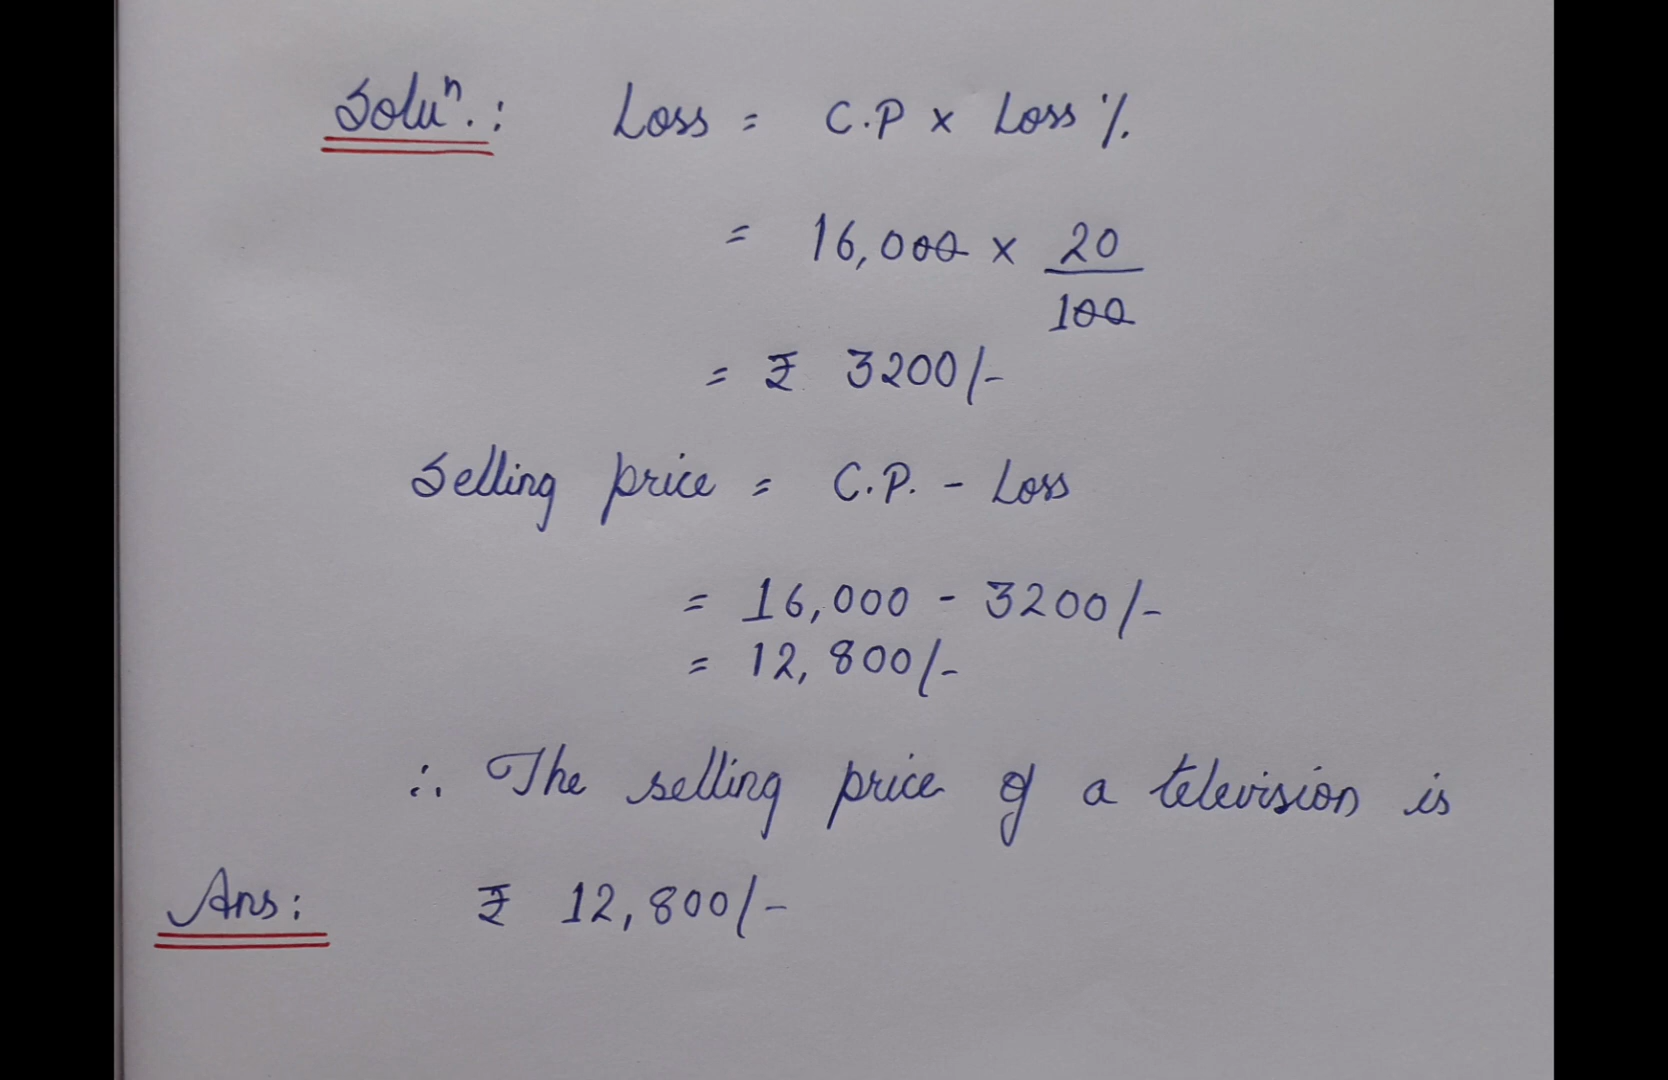 Soluⁿ.: Loss = C.P x Loss %
= 16,000 x 20/100
= ₹ 3200/-
Selling price = C.P. - Loss
= 16,000 - 3200/-
= 12,800/-
∴ The selling price of a television is
Ans: ₹ 12,800/-